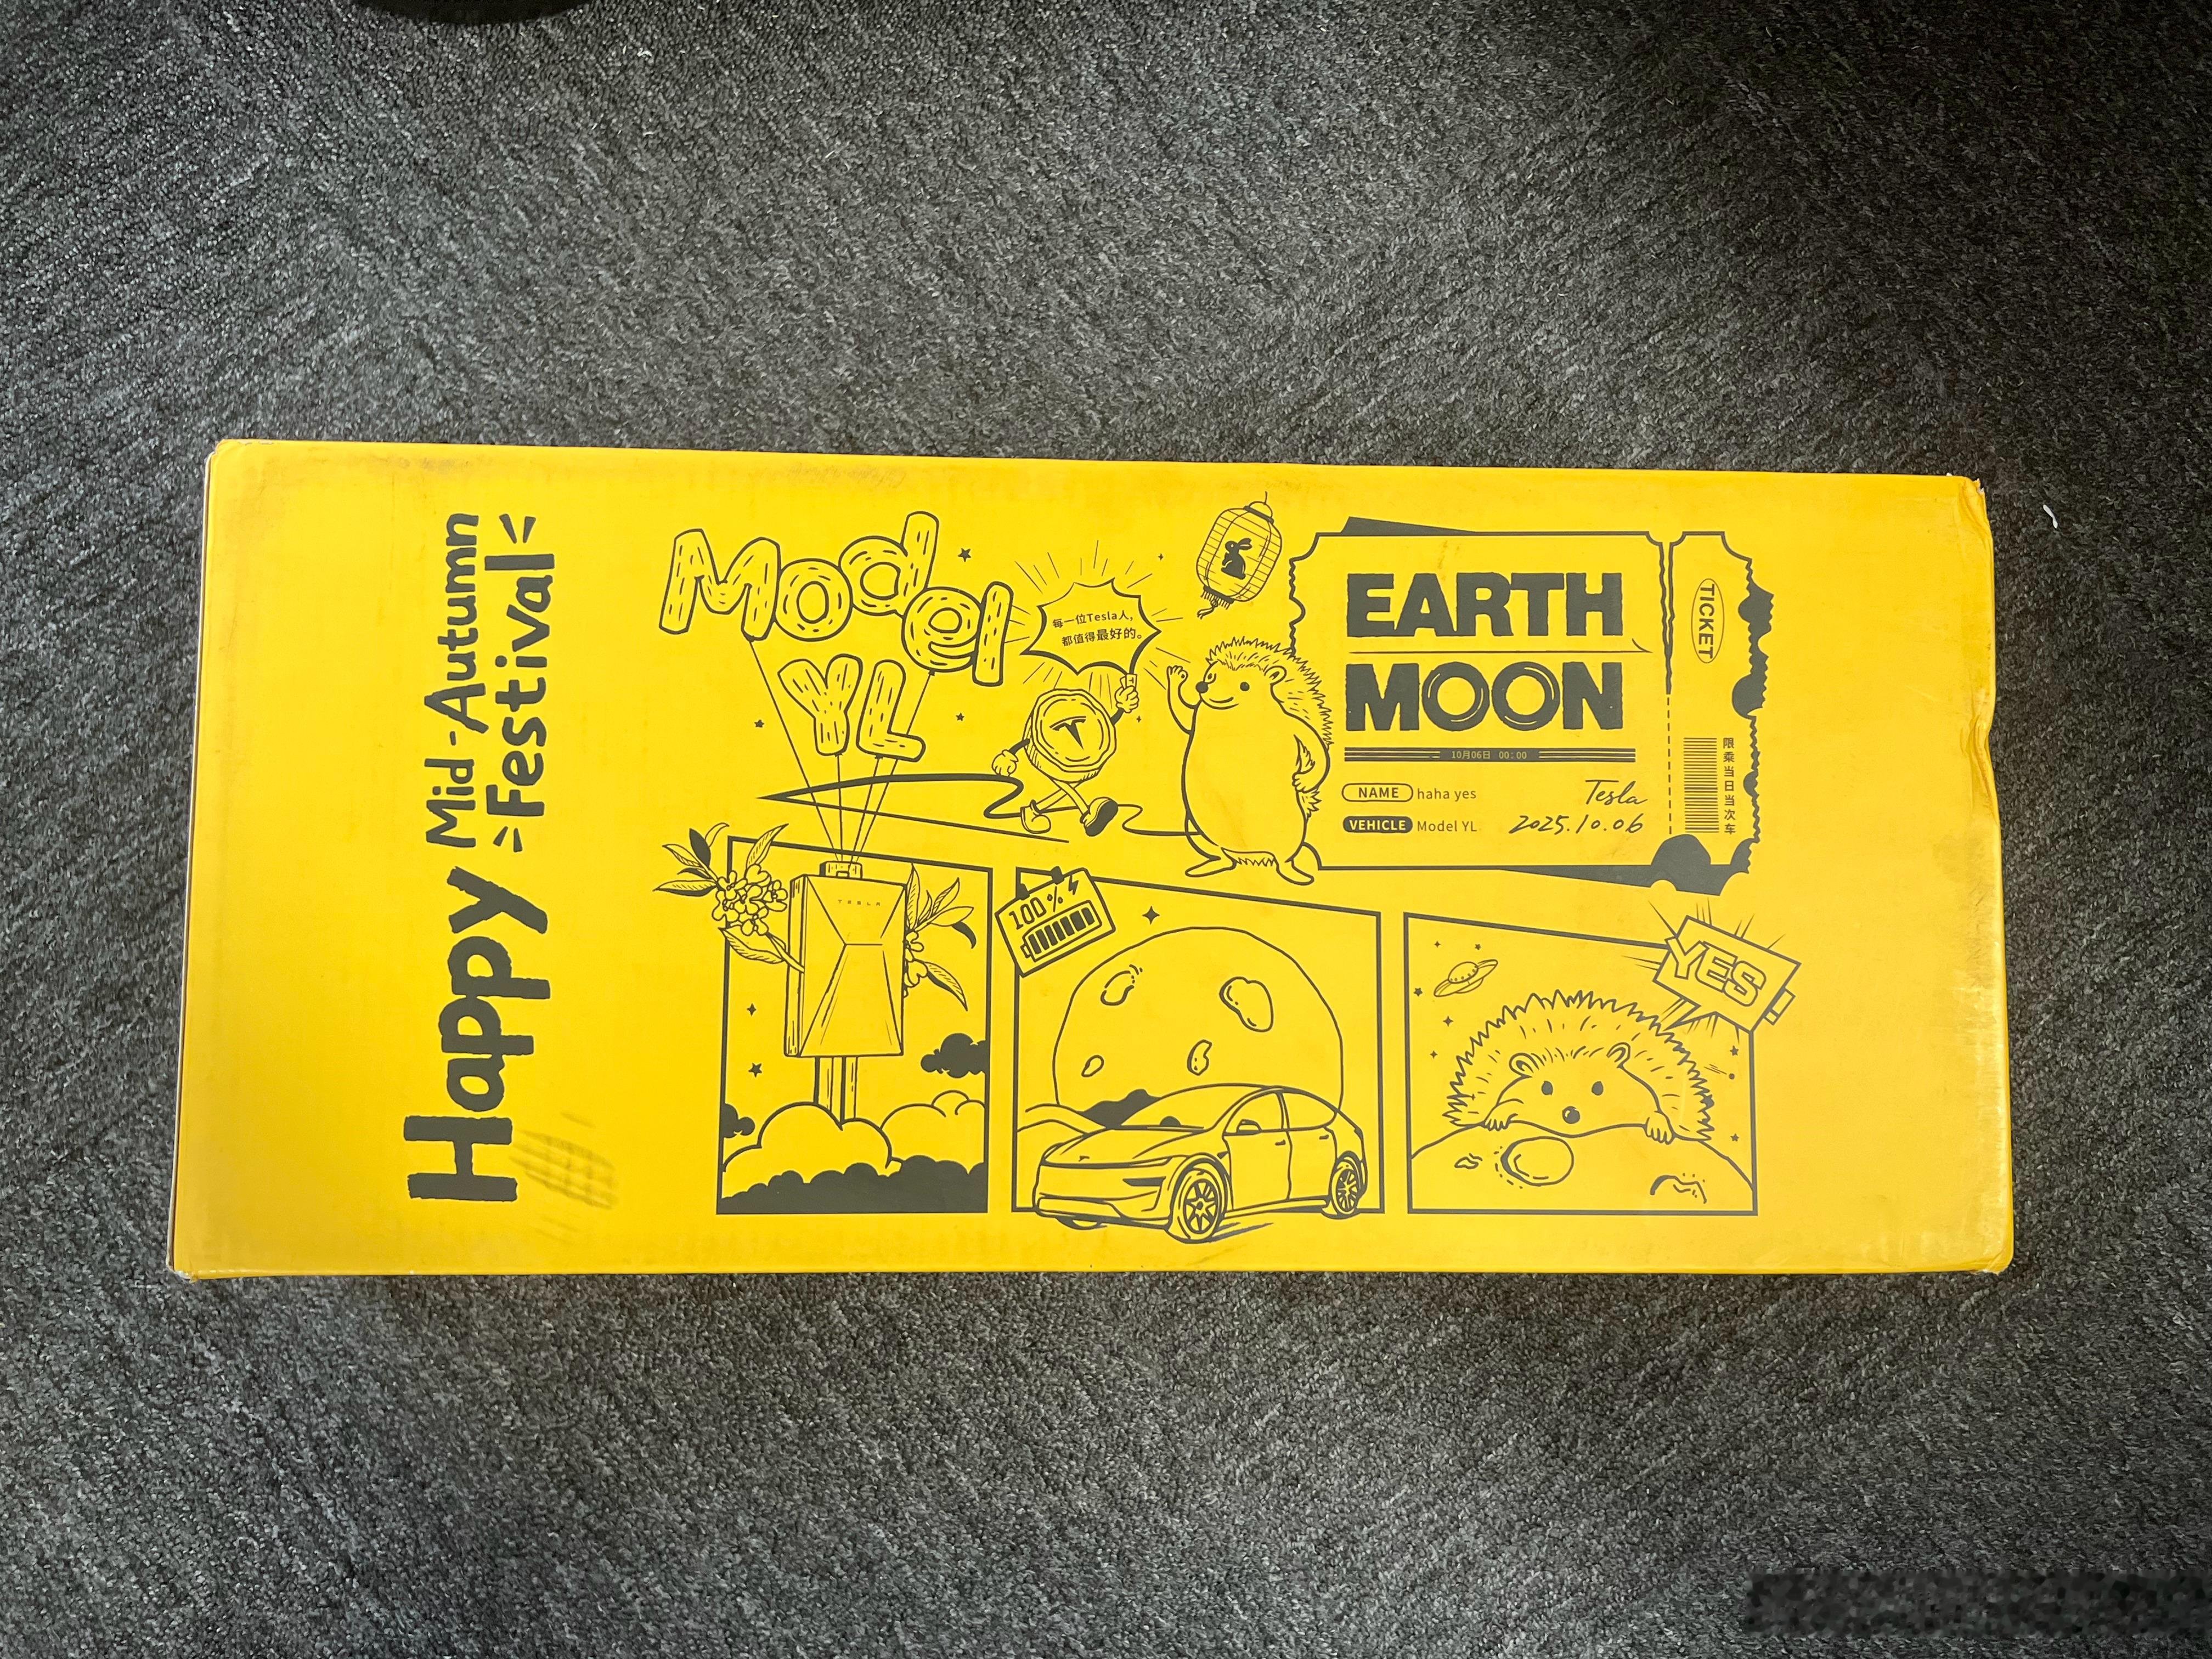 Happy Mid-Autumn
Festival
Model
YL
每一位Tesla人,
都值得最好的。
T
EARTH
MOON
10月06日 00:00
NAME haha yes
VEHICLE Model YL
Tesla
2025.10.06
TICKET
限乘当日当次车
TESLA
100%
YES